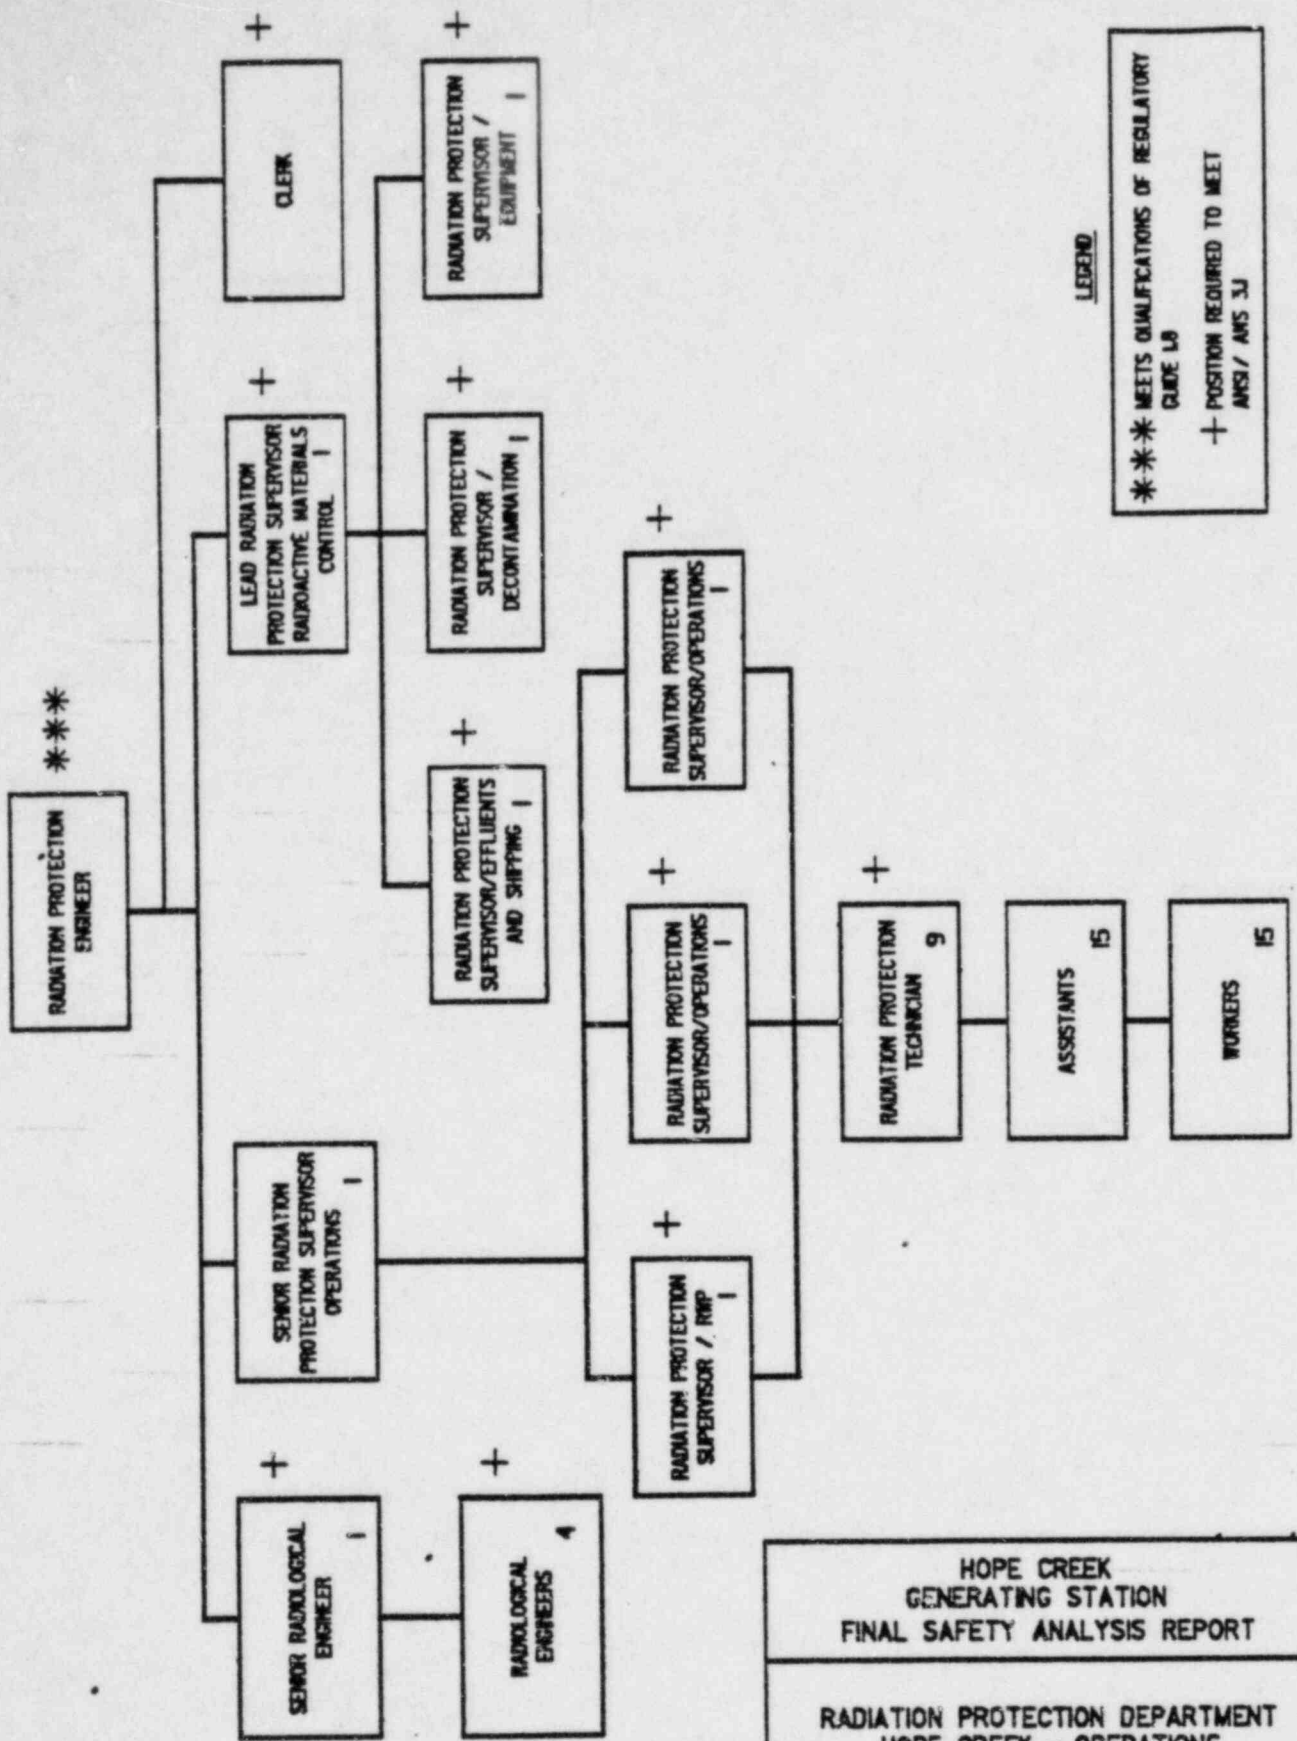 RADIATION PROTECTION
ENGINEER
***
CLERK
+
LEAD RADIATION
PROTECTION SUPERVISOR
RADIOACTIVE MATERIALS
CONTROL 1
+
SENIOR RADIATION
PROTECTION SUPERVISOR
OPERATIONS
1
SENIOR RADIOLOGICAL
ENGINEER
1
+
RADIOLOGICAL
ENGINEERS
4
+
RADIATION PROTECTION
SUPERVISOR/EFFLUENTS
AND SHIPPING 1
+
RADIATION PROTECTION
SUPERVISOR /
DECONTAMINATION 1
+
RADIATION PROTECTION
SUPERVISOR /
EQUIPMENT 1
+
RADIATION PROTECTION
SUPERVISOR / RWP
1
+
RADIATION PROTECTION
SUPERVISOR/OPERATIONS
1
+
RADIATION PROTECTION
SUPERVISOR/OPERATIONS
1
+
RADIATION PROTECTION
TECHNICIAN
9
+
ASSISTANTS
15
WORKERS
15
LEGEND
*** MEETS QUALIFICATIONS OF REGULATORY
GUIDE 1.8
+ POSITION REQUIRED TO MEET
ANSI/ ANS 3.1
HOPE CREEK
GENERATING STATION
FINAL SAFETY ANALYSIS REPORT
RADIATION PROTECTION DEPARTMENT
HOPE CREEK OPERATIONS